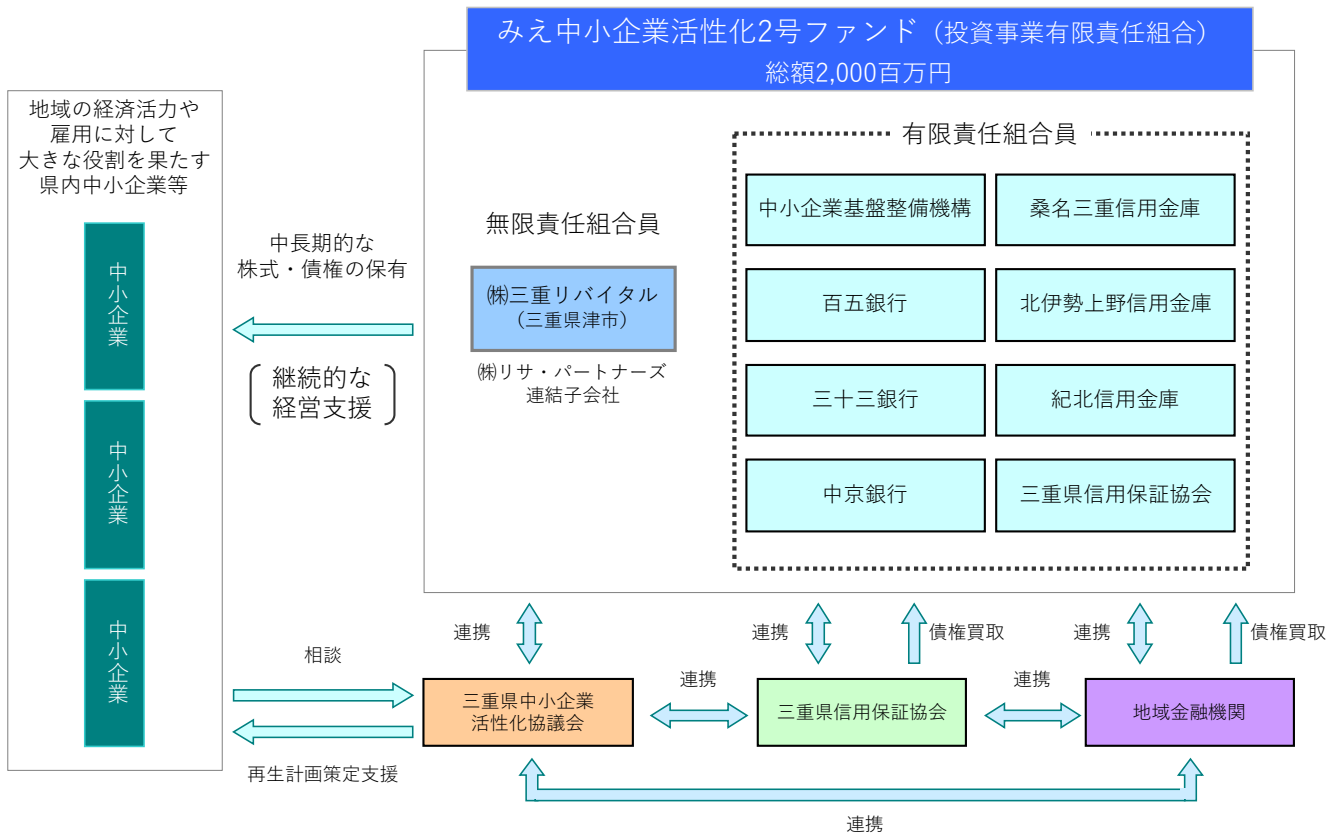 みえ中小企業活性化2号ファンド（投資事業有限責任組合）
総額2,000百万円
地域の経済活力や
雇用に対して
大きな役割を果たす
県内中小企業等
中小企業
中小企業
中小企業
中長期的な
株式・債権の保有
継続的な
経営支援
無限責任組合員
㈱三重リバイタル
（三重県津市）
㈱リサ・パートナーズ
連結子会社
有限責任組合員
中小企業基盤整備機構
桑名三重信用金庫
百五銀行
北伊勢上野信用金庫
三十三銀行
紀北信用金庫
中京銀行
三重県信用保証協会
連携
連携
債権買取
連携
債権買取
相談
再生計画策定支援
三重県中小企業
活性化協議会
連携
三重県信用保証協会
連携
地域金融機関
連携